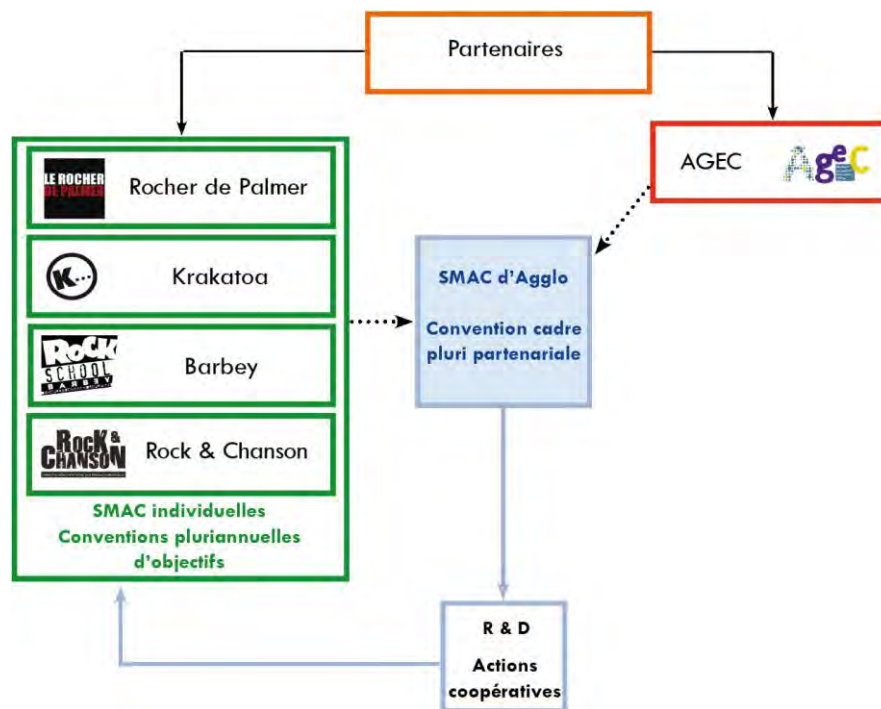 Partenaires
AGEC
AgeC
LE ROCHER
DE PALMER
Rocher de Palmer
K...
Krakatoa
ROCK
SCHOOL
BARBEY
Barbey
ROCK &
CHANSON
Rock & Chanson
SMAC individuelles
Conventions pluriannuelles
d'objectifs
SMAC d'Agglo
Convention cadre
pluri partenariale
R & D
Actions
coopératives